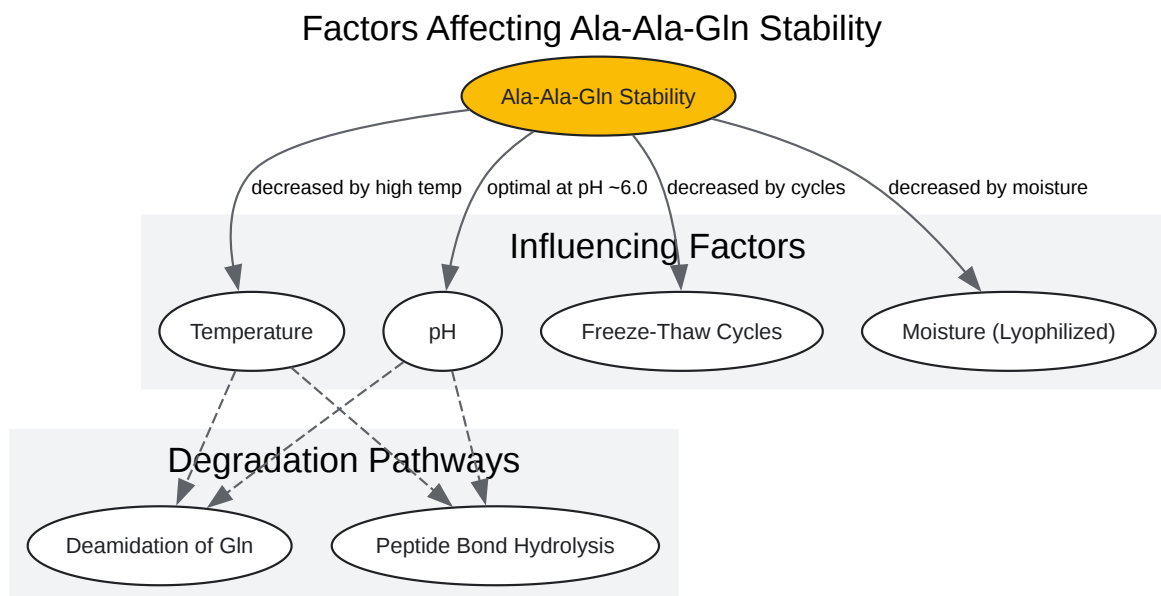 Factors Affecting Ala-Ala-Gln Stability
Ala-Ala-Gln Stability
decreased by high temp
optimal at pH ~6.0
decreased by cycles
decreased by moisture
Influencing Factors
Temperature
pH
Freeze-Thaw Cycles
Moisture (Lyophilized)
Degradation Pathways
Deamidation of Gln
Peptide Bond Hydrolysis